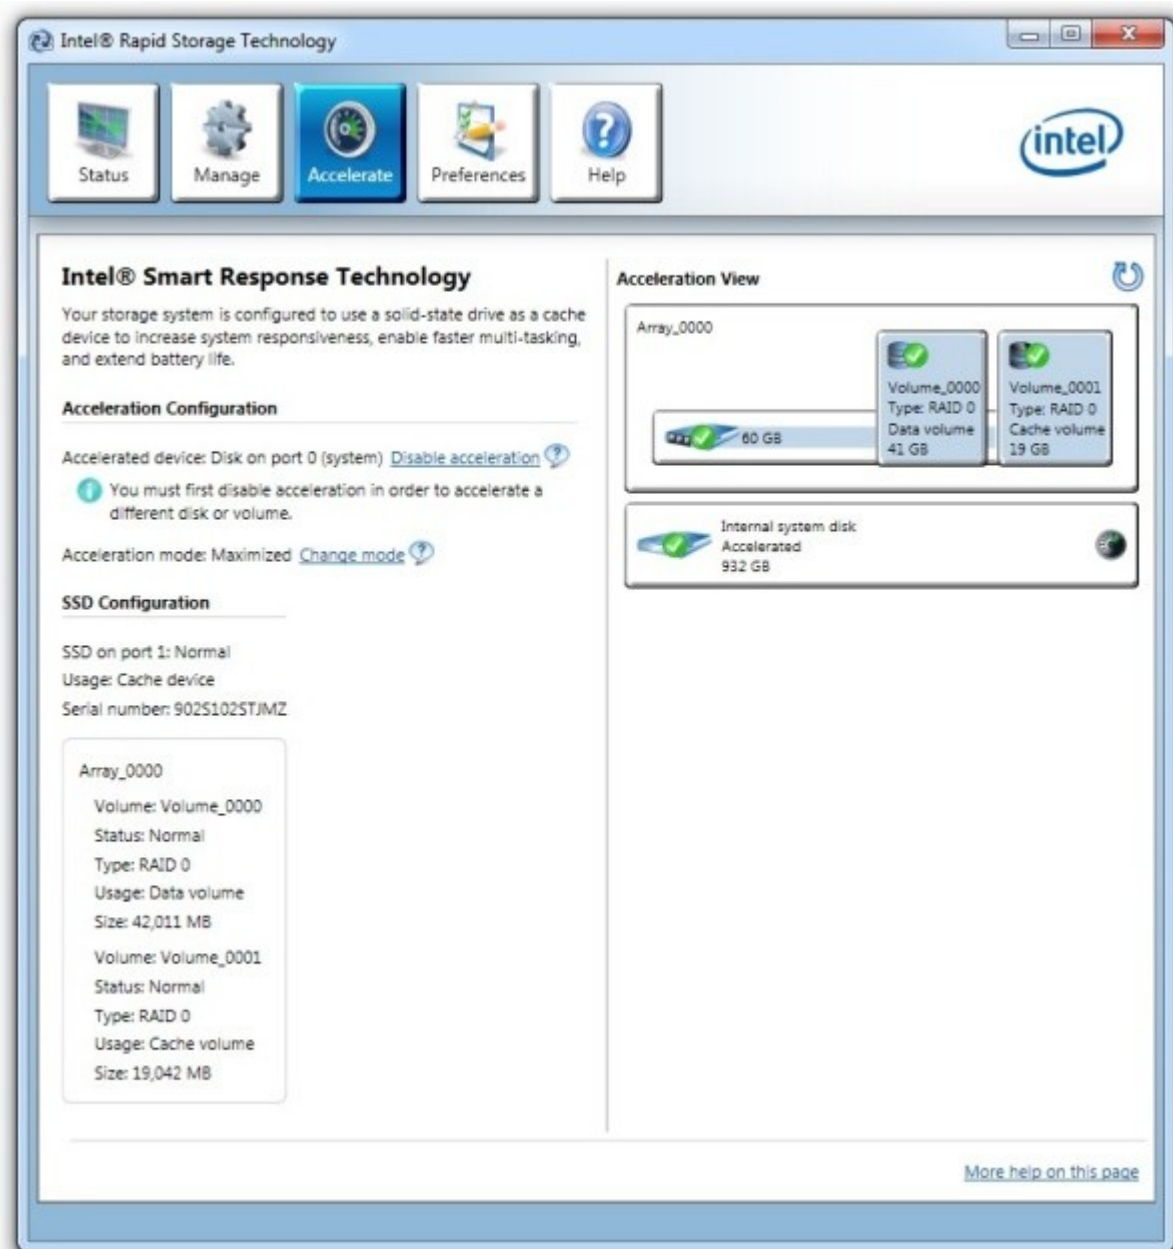 Intel® Rapid Storage Technology
Status
Manage
Accelerate
Preferences
Help
intel
Intel® Smart Response Technology
Your storage system is configured to use a solid-state drive as a cache
device to increase system responsiveness, enable faster multi-tasking,
and extend battery life.
Acceleration Configuration
Accelerated device: Disk on port 0 (system) Disable acceleration ?
i You must first disable acceleration in order to accelerate a
different disk or volume.
Acceleration mode: Maximized Change mode ?
SSD Configuration
SSD on port 1: Normal
Usage: Cache device
Serial number: 902S102STJMZ
Array_0000
Volume: Volume_0000
Status: Normal
Type: RAID 0
Usage: Data volume
Size: 42,011 MB
Volume: Volume_0001
Status: Normal
Type: RAID 0
Usage: Cache volume
Size: 19,042 MB
Acceleration View
Array_0000
60 GB
Volume_0000
Type: RAID 0
Data volume
41 GB
Volume_0001
Type: RAID 0
Cache volume
19 GB
Internal system disk
Accelerated
932 GB
More help on this page